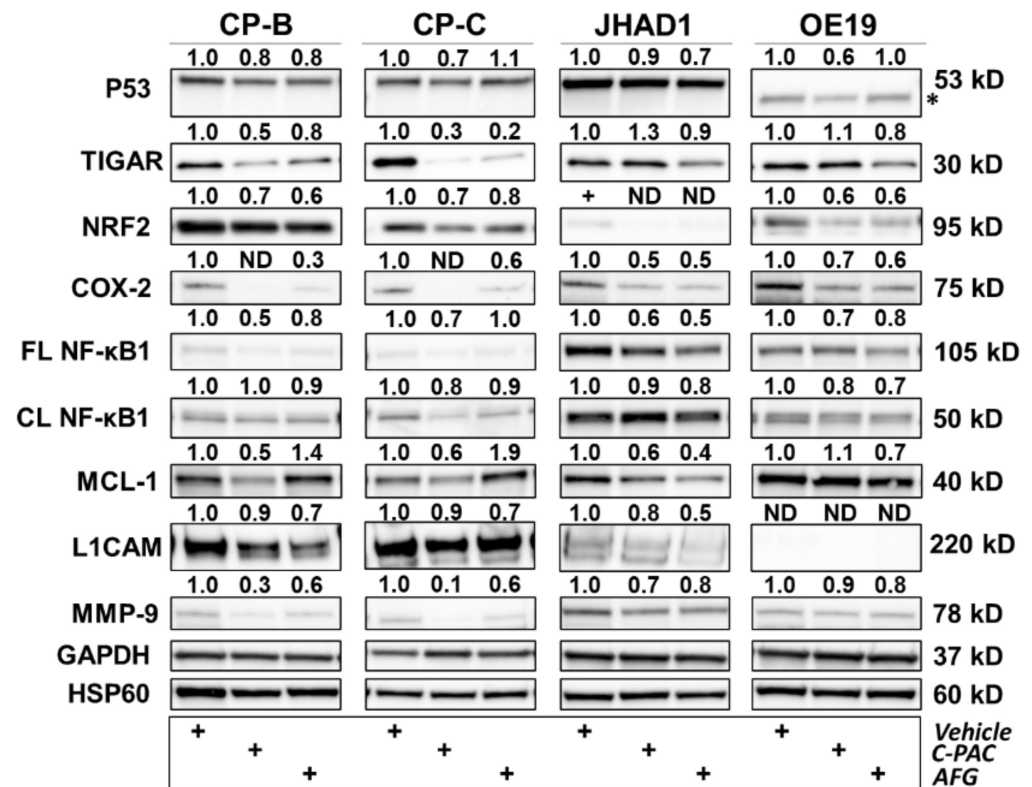 CP-B CP-C JHAD1 OE19
1.0 0.8 0.8 1.0 0.7 1.1 1.0 0.9 0.7 1.0 0.6 1.0
P53 53 kD
*
1.0 0.5 0.8 1.0 0.3 0.2 1.0 1.3 0.9 1.0 1.1 0.8
TIGAR 30 kD
1.0 0.7 0.6 1.0 0.7 0.8 + ND ND 1.0 0.6 0.6
NRF2 95 kD
1.0 ND 0.3 1.0 ND 0.6 1.0 0.5 0.5 1.0 0.7 0.6
COX-2 75 kD
1.0 0.5 0.8 1.0 0.7 1.0 1.0 0.6 0.5 1.0 0.7 0.8
FL NF-κB1 105 kD
1.0 1.0 0.9 1.0 0.8 0.9 1.0 0.9 0.8 1.0 0.8 0.7
CL NF-κB1 50 kD
1.0 0.5 1.4 1.0 0.6 1.9 1.0 0.6 0.4 1.0 1.1 0.7
MCL-1 40 kD
1.0 0.9 0.7 1.0 0.9 0.7 1.0 0.8 0.5 ND ND ND
L1CAM 220 kD
1.0 0.3 0.6 1.0 0.1 0.6 1.0 0.7 0.8 1.0 0.9 0.8
MMP-9 78 kD
GAPDH 37 kD
HSP60 60 kD
+ + + + Vehicle
+ + + + C-PAC
+ + + + AFG